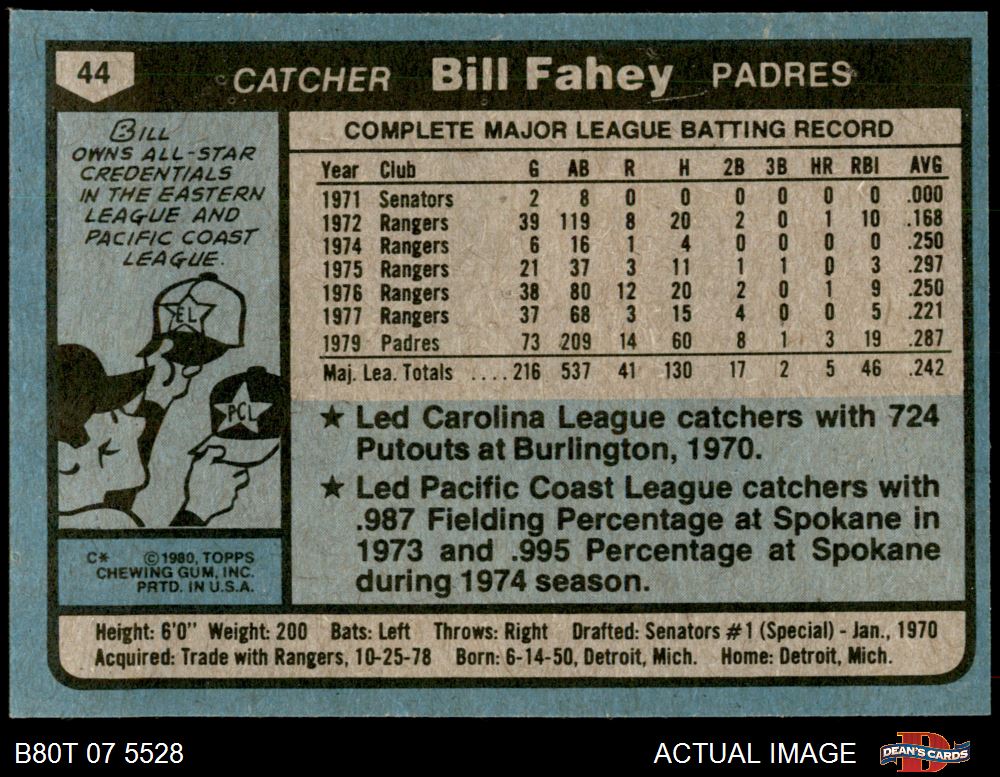 44 CATCHER Bill Fahey PADRES
BILL
OWNS ALL-STAR
CREDENTIALS
IN THE EASTERN
LEAGUE AND
PACIFIC COAST
LEAGUE.
EL
PCL
C* ©1980, TOPPS
CHEWING GUM, INC.
PRTD. IN U.S.A.
COMPLETE MAJOR LEAGUE BATTING RECORD
Year Club G AB R H 2B 3B HR RBI AVG
1971 Senators 2 8 0 0 0 0 0 0 .000
1972 Rangers 39 119 8 20 2 0 1 10 .168
1974 Rangers 6 16 1 4 0 0 0 0 .250
1975 Rangers 21 37 3 11 1 1 0 3 .297
1976 Rangers 38 80 12 20 2 0 1 9 .250
1977 Rangers 37 68 3 15 4 0 0 5 .221
1979 Padres 73 209 14 60 8 1 3 19 .287
Maj. Lea. Totals ....216 537 41 130 17 2 5 46 .242
★ Led Carolina League catchers with 724
Putouts at Burlington, 1970.
★ Led Pacific Coast League catchers with
.987 Fielding Percentage at Spokane in
1973 and .995 Percentage at Spokane
during 1974 season.
Height: 6'0" Weight: 200 Bats: Left Throws: Right Drafted: Senators #1 (Special) - Jan., 1970
Acquired: Trade with Rangers, 10-25-78 Born: 6-14-50, Detroit, Mich. Home: Detroit, Mich.
B80T 07 5528 ACTUAL IMAGE D DEAN'S CARDS